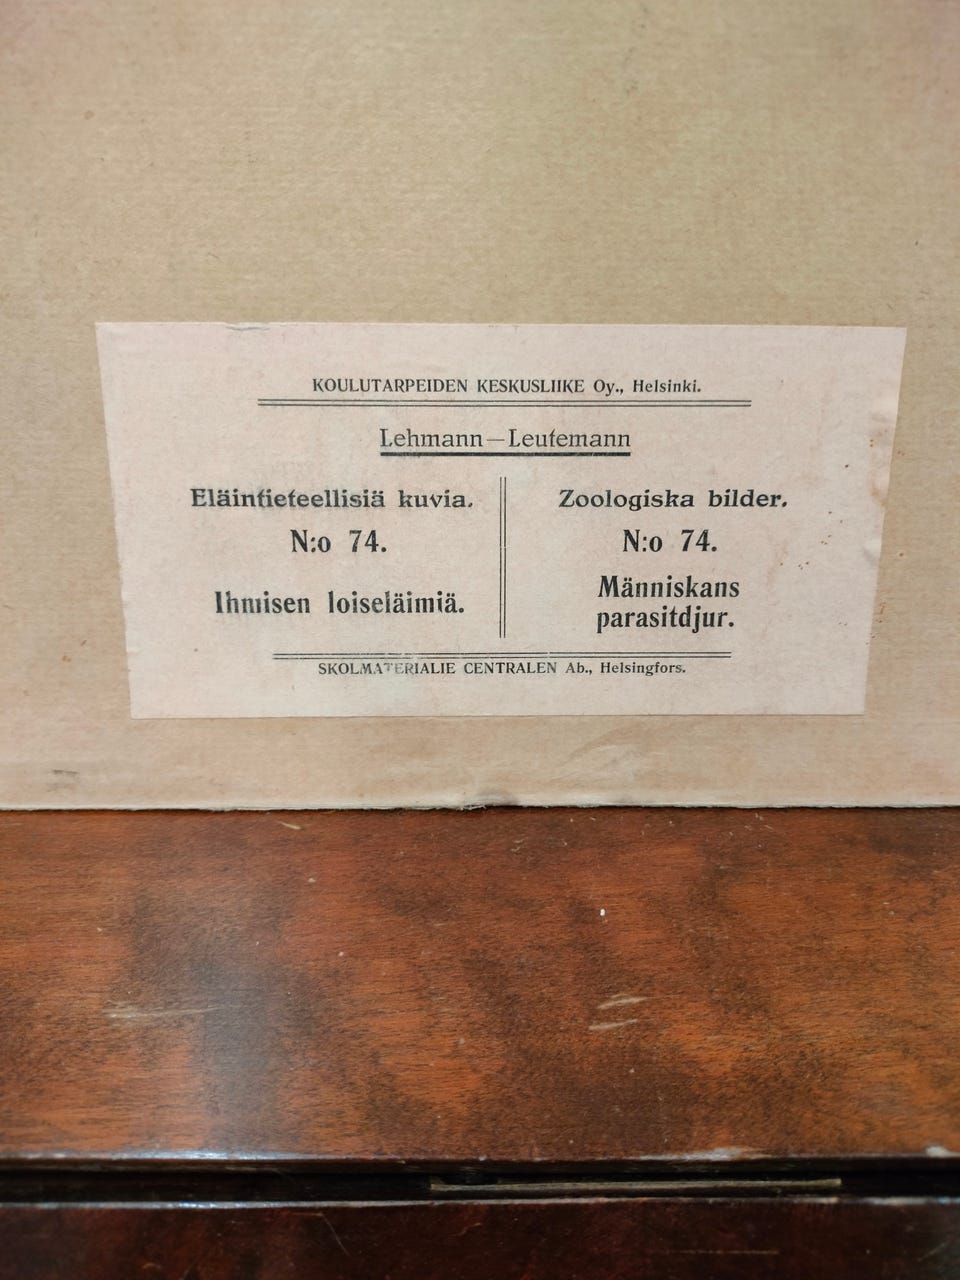 KOULUTARPEIDEN KESKUSLIIKE Oy., Helsinki.
Lehmann—Leutemann
Eläintieteellisiä kuvia.
N:o 74.
Ihmisen loiseläimiä.
Zoologiska bilder.
N:o 74.
Människans
parasitdjur.
SKOLMATERIALIE CENTRALEN Ab., Helsingfors.